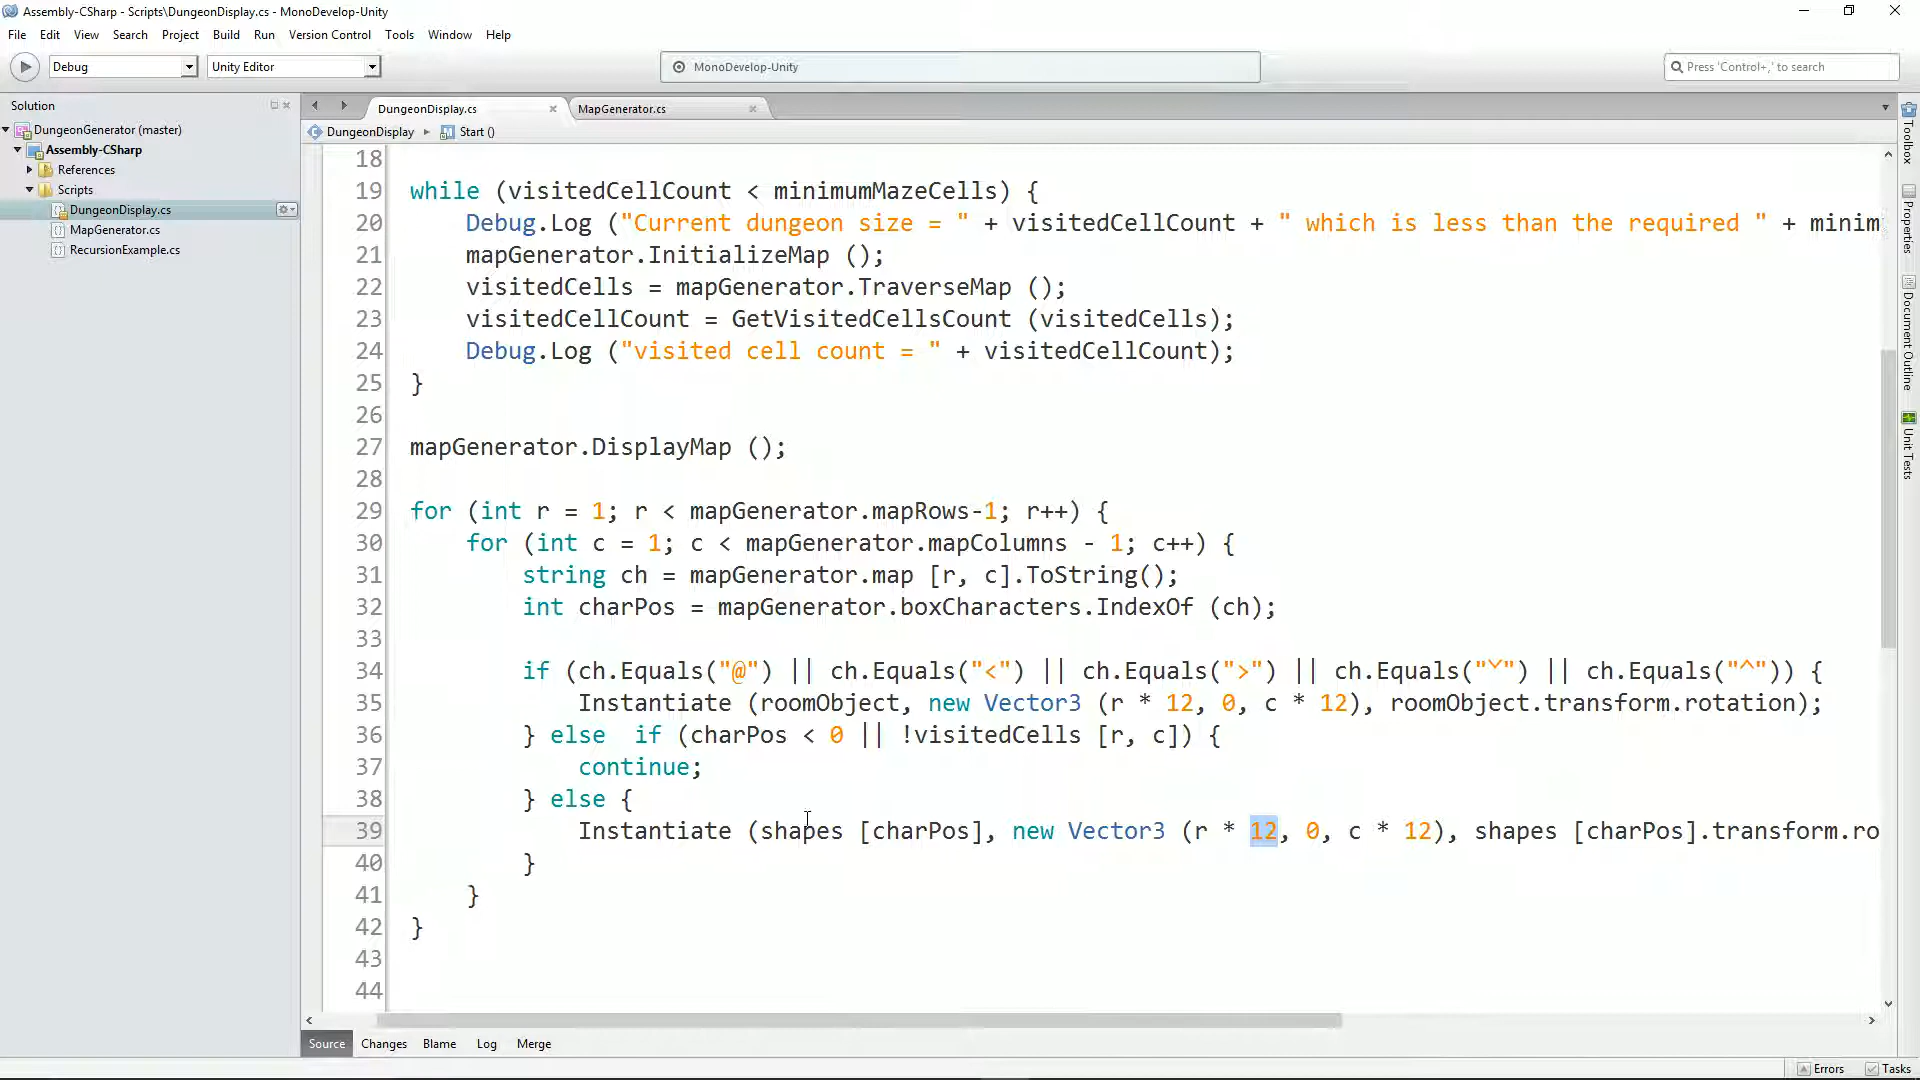 Assembly-CSharp - Scripts\DungeonDisplay.cs - MonoDevelop-Unity
File Edit View Search Project Build Run Version Control Tools Window Help
Debug Unity Editor MonoDevelop-Unity Press 'Control+,' to search
Solution
DungeonGenerator (master)
Assembly-CSharp
References
Scripts
DungeonDisplay.cs
MapGenerator.cs
RecursionExample.cs
DungeonDisplay.cs MapGenerator.cs
DungeonDisplay Start ()
18
19 while (visitedCellCount < minimumMazeCells) {
20 Debug.Log ("Current dungeon size = " + visitedCellCount + " which is less than the required " + minim
21 mapGenerator.InitializeMap ();
22 visitedCells = mapGenerator.TraverseMap ();
23 visitedCellCount = GetVisitedCellsCount (visitedCells);
24 Debug.Log ("visited cell count = " + visitedCellCount);
25 }
26
27 mapGenerator.DisplayMap ();
28
29 for (int r = 1; r < mapGenerator.mapRows-1; r++) {
30 for (int c = 1; c < mapGenerator.mapColumns - 1; c++) {
31 string ch = mapGenerator.map [r, c].ToString();
32 int charPos = mapGenerator.boxCharacters.IndexOf (ch);
33
34 if (ch.Equals("@") || ch.Equals("<") || ch.Equals(">") || ch.Equals("˅") || ch.Equals("^")) {
35 Instantiate (roomObject, new Vector3 (r * 12, 0, c * 12), roomObject.transform.rotation);
36 } else  if (charPos < 0 || !visitedCells [r, c]) {
37 continue;
38 } else {
39 Instantiate (shapes [charPos], new Vector3 (r * 12, 0, c * 12), shapes [charPos].transform.ro
40 }
41 }
42 }
43
44
Source Changes Blame Log Merge
Errors Tasks
Toolbox
Properties
Document Outline
Unit Tests